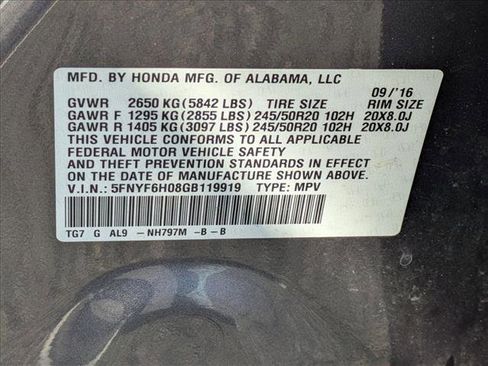 MFD. BY HONDA MFG. OF ALABAMA, LLC
09/'16
GVWR 2650 KG(5842 LBS) TIRE SIZE RIM SIZE
GAWR F 1295 KG(2855 LBS)245/50R20 102H 20X8.0J
GAWR R 1405 KG(3097 LBS)245/50R20 102H 20X8.0J
THIS VEHICLE CONFORMS TO ALL APPLICABLE
FEDERAL MOTOR VEHICLE SAFETY
AND THEFT PREVENTION STANDARDS IN EFFECT
ON THE DATE OF MANUFACTURE SHOWN ABOVE.
V.I.N.: 5FNYF6H08GB119919 TYPE: MPV
TG7 G AL9 -NH797M -B-B